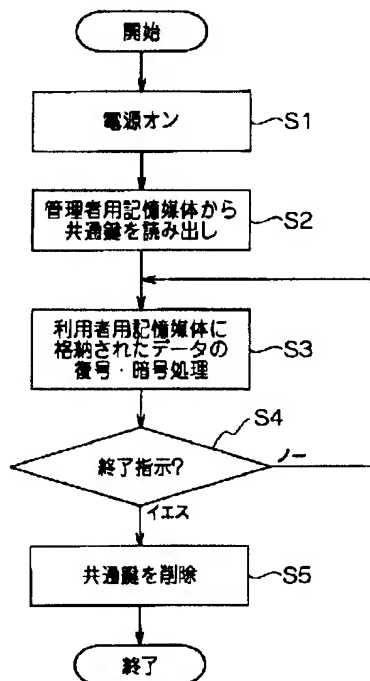 開始
電源オン
S1
管理者用記憶媒体から
共通鍵を読み出し
S2
利用者用記憶媒体に
格納されたデータの
復号・暗号処理
S3
S4
終了指示?
ノー
イエス
共通鍵を削除
S5
終了